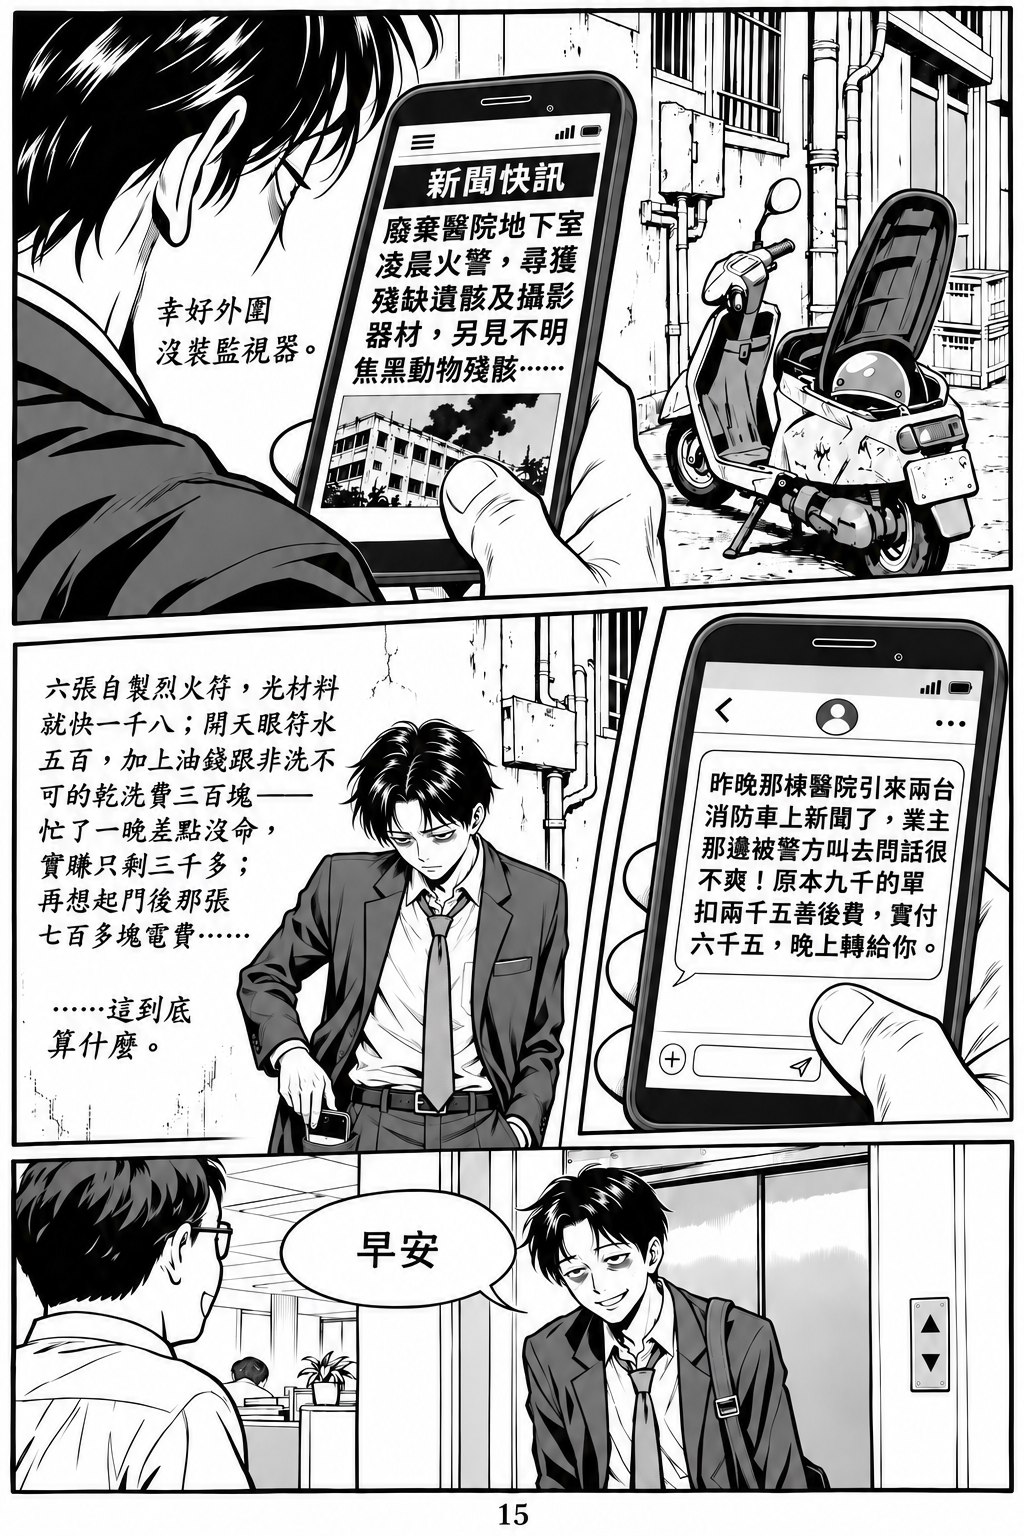 新聞快訊
廢棄醫院地下室
凌晨火警，尋獲
殘缺遺骸及攝影
器材，另見不明
焦黑動物殘骸⋯⋯
幸好外圍
沒裝監視器。
六張自製烈火符，光材料
就快一千八；開天眼符水
五百，加上油錢跟非洗不
可的乾洗費三百塊——
忙了一晚差點沒命，
實賺只剩三千多；
再想起門後那張
七百多塊電費⋯⋯
⋯⋯這到底
算什麼。
昨晚那棟醫院引來兩台
消防車上新聞了，業主
那邊被警方叫去問話很
不爽！原本九千的單
扣兩千五善後費，實付
六千五，晚上轉給你。
早安
15